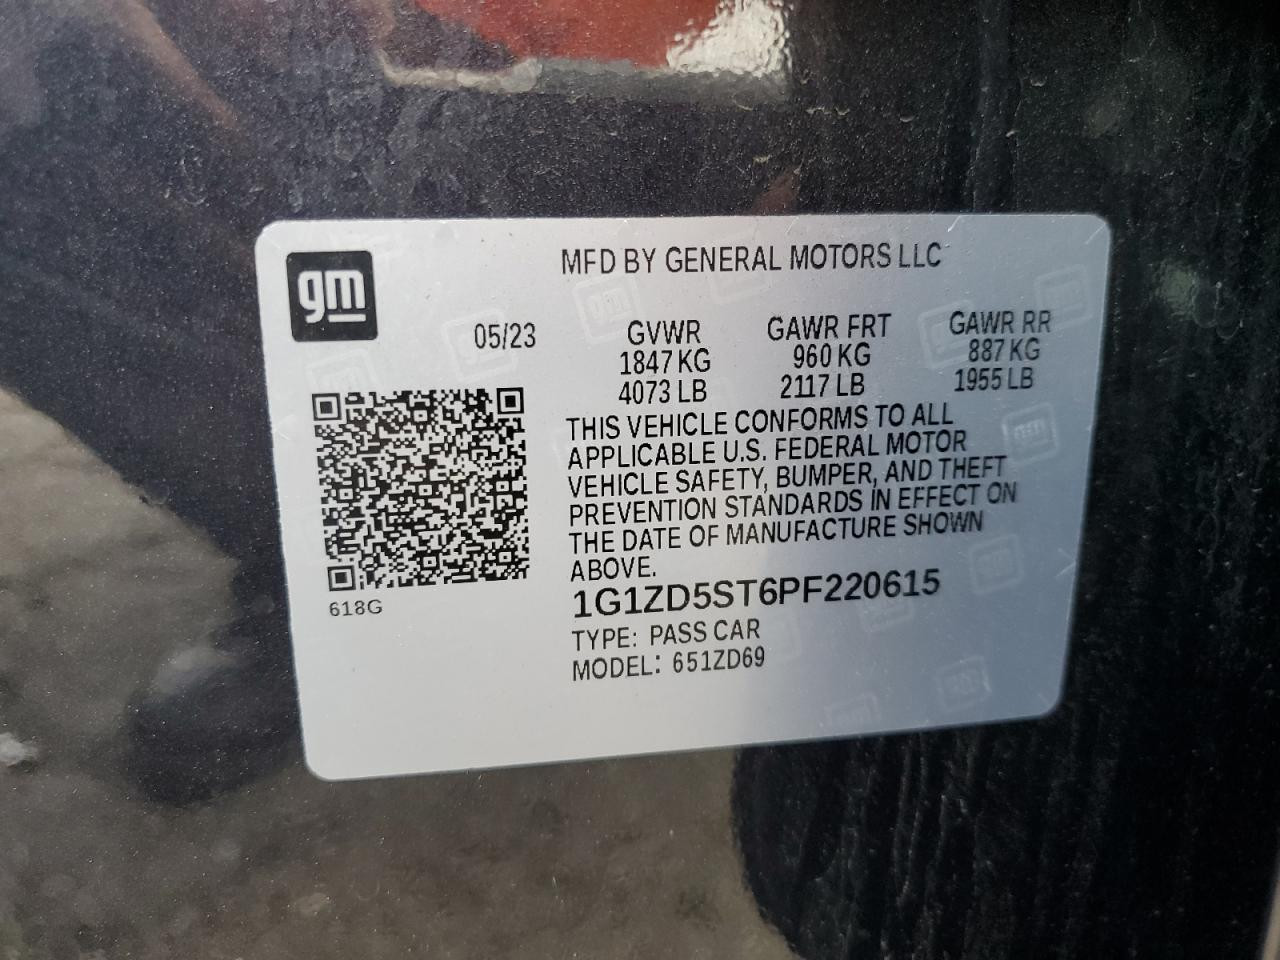 gm
MFD BY GENERAL MOTORS LLC
05/23
GVWR GAWR FRT GAWR RR
1847 KG 960 KG 887 KG
4073 LB 2117 LB 1955 LB
THIS VEHICLE CONFORMS TO ALL
APPLICABLE U.S. FEDERAL MOTOR
VEHICLE SAFETY, BUMPER, AND THEFT
PREVENTION STANDARDS IN EFFECT ON
THE DATE OF MANUFACTURE SHOWN
ABOVE.
618G
1G1ZD5ST6PF220615
TYPE: PASS CAR
MODEL: 651ZD69